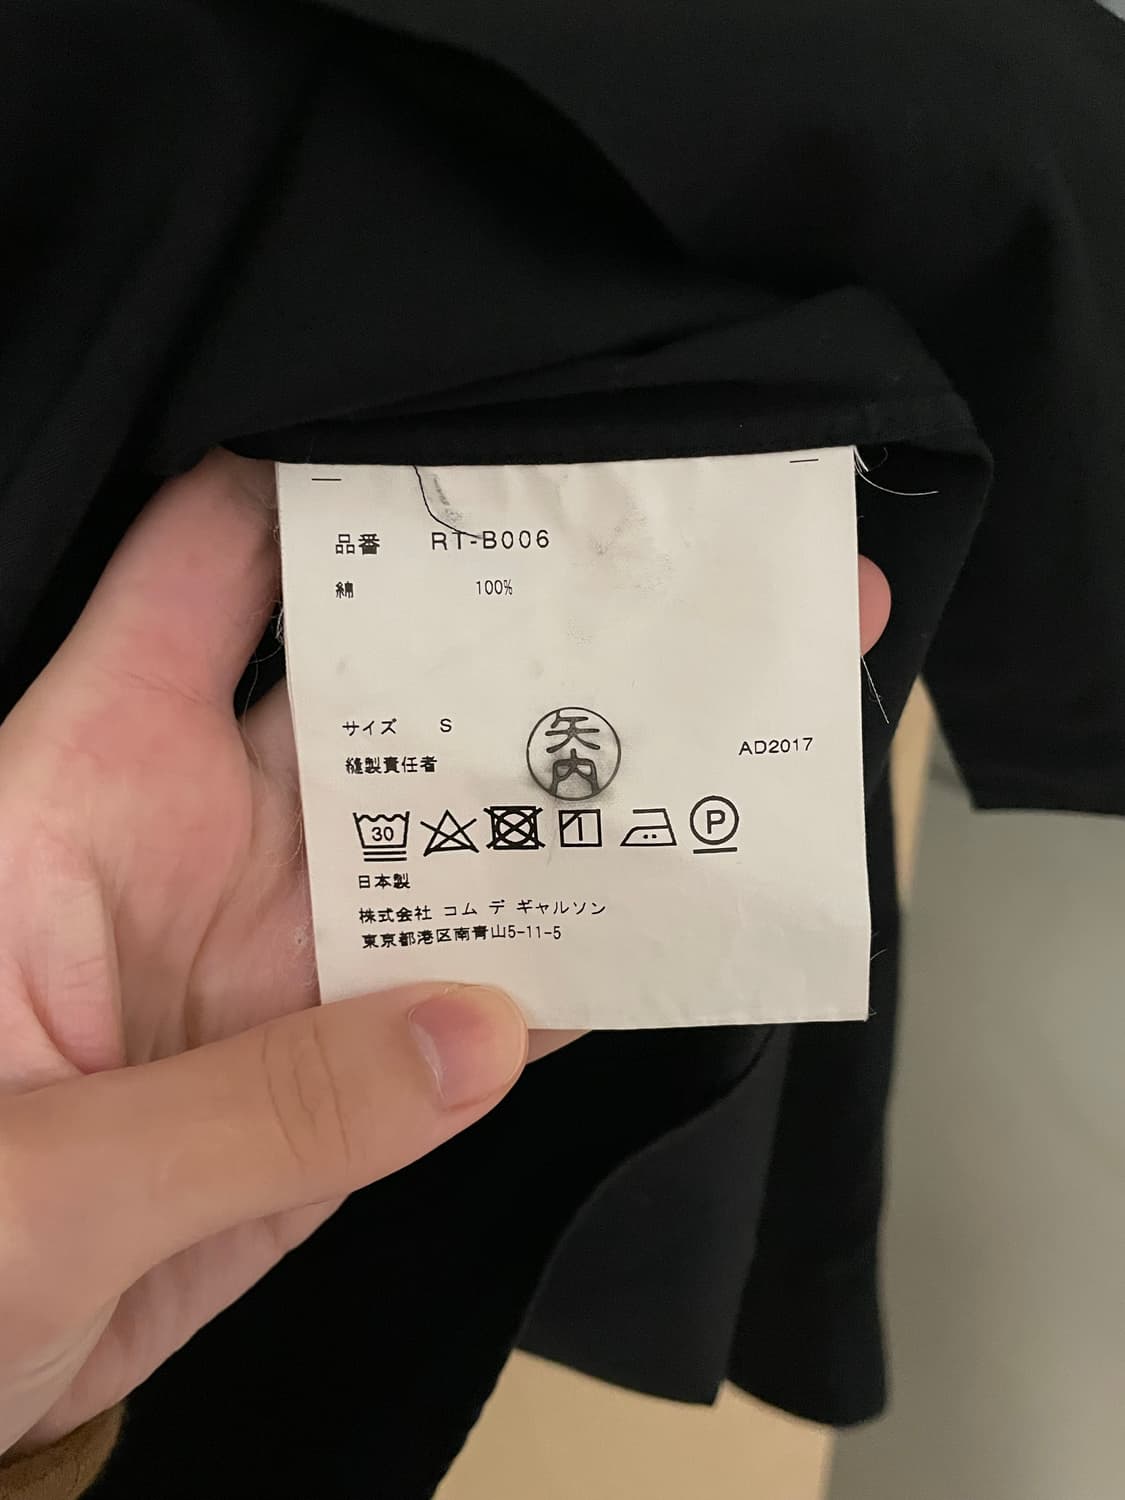 品番 RT-B006
綿 100%
サイズ S
縫製責任者
矢内
AD2017
30
P
日本製
株式会社 コム デ ギャルソン
東京都港区南青山5-11-5